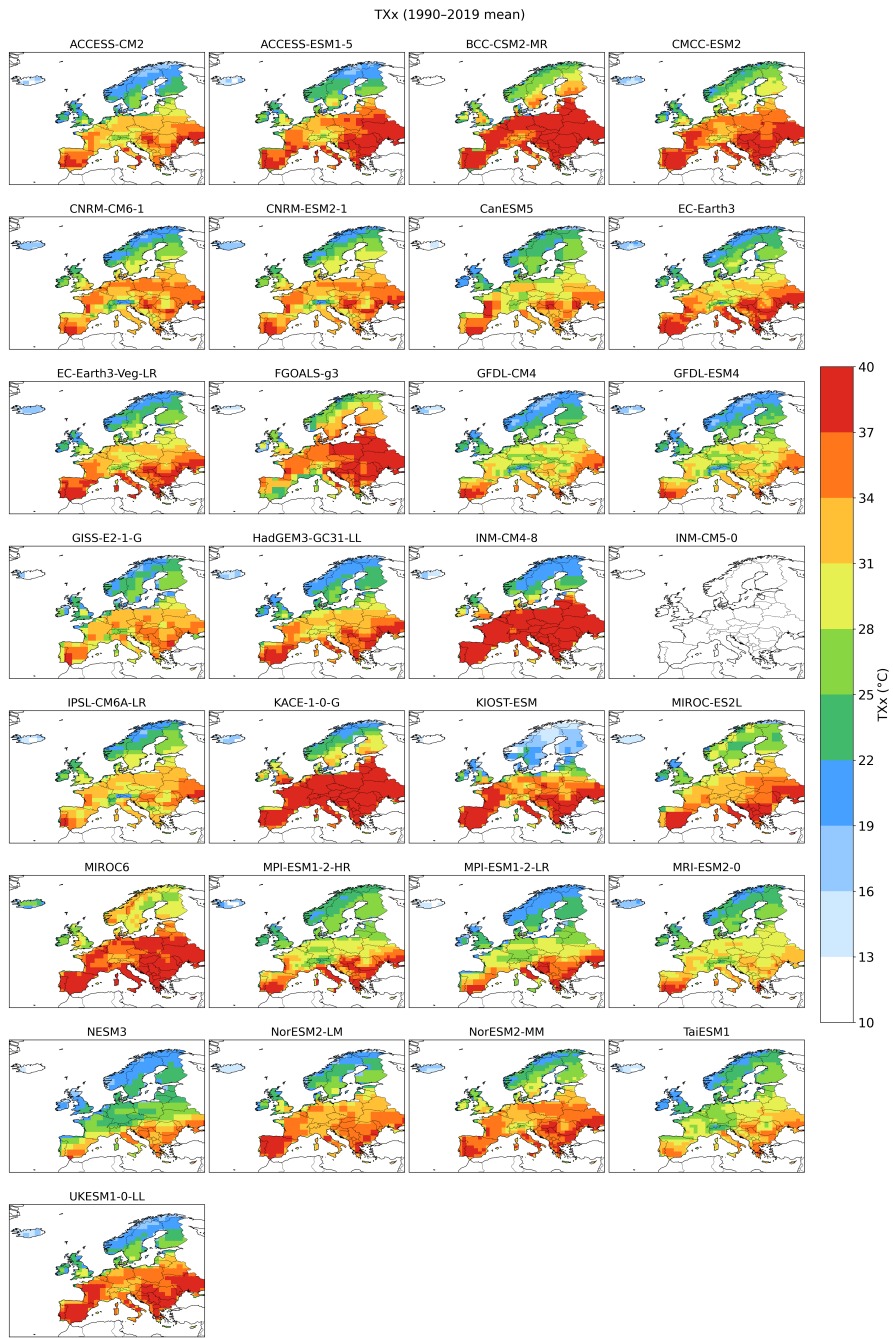 TXx (1990–2019 mean)
ACCESS-CM2
ACCESS-ESM1-5
BCC-CSM2-MR
CMCC-ESM2
CNRM-CM6-1
CNRM-ESM2-1
CanESM5
EC-Earth3
EC-Earth3-Veg-LR
FGOALS-g3
GFDL-CM4
GFDL-ESM4
GISS-E2-1-G
HadGEM3-GC31-LL
INM-CM4-8
INM-CM5-0
IPSL-CM6A-LR
KACE-1-0-G
KIOST-ESM
MIROC-ES2L
MIROC6
MPI-ESM1-2-HR
MPI-ESM1-2-LR
MRI-ESM2-0
NESM3
NorESM2-LM
NorESM2-MM
TaiESM1
UKESM1-0-LL
40
37
34
31
28
25
22
19
16
13
10
TXx (°C)